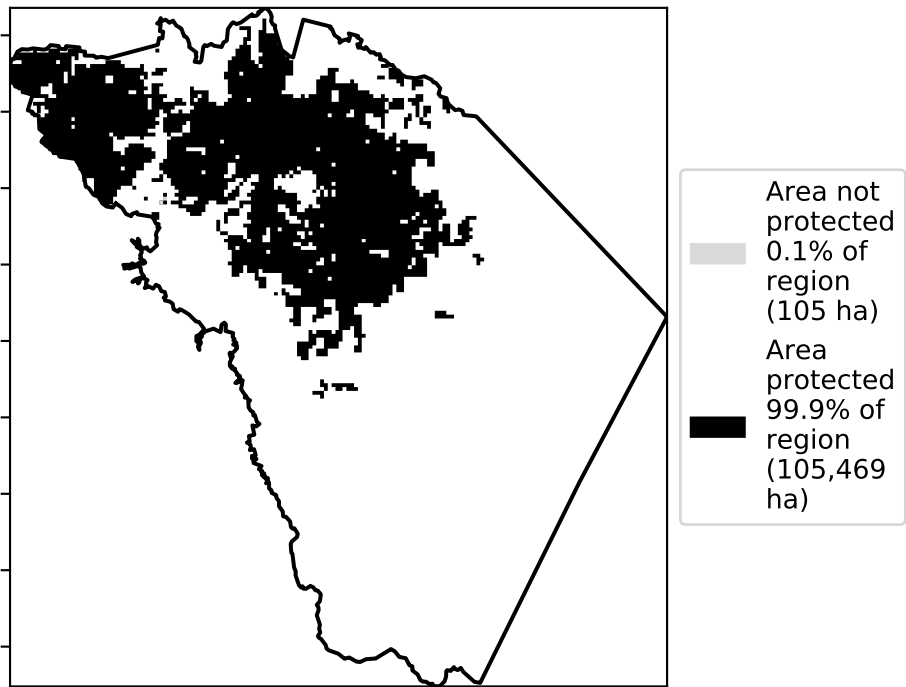 Area not
protected
0.1% of
region
(105 ha)
Area
protected
99.9% of
region
(105,469
ha)